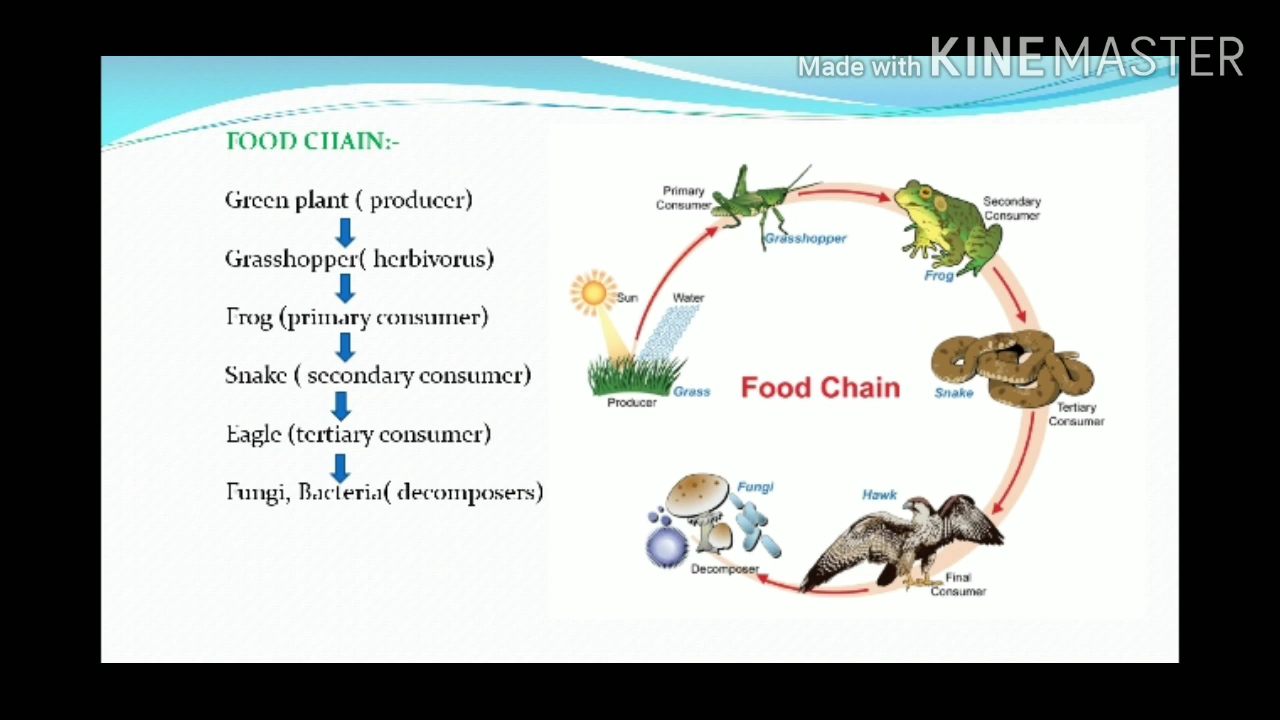 Made with KINEMASTER
FOOD CHAIN:-
Green plant ( producer)
Grasshopper( herbivorus)
Frog (primary consumer)
Snake ( secondary consumer)
Eagle (tertiary consumer)
Fungi, Bacteria( decomposers)
Primary
Consumer
Grasshopper
Secondary
Consumer
Frog
Sun
Water
Grass
Producer
Food Chain
Snake
Tertiary
Consumer
Fungi
Hawk
Decomposer
Final
Consumer